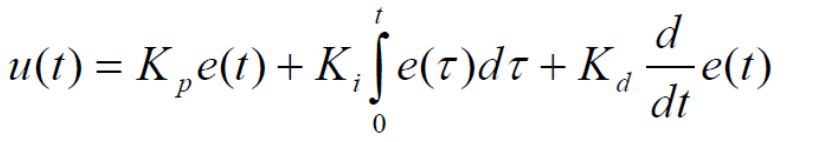 u(t) = K_p e(t) + K_i ∫_0^t e(τ)dτ + K_d d/dt e(t)